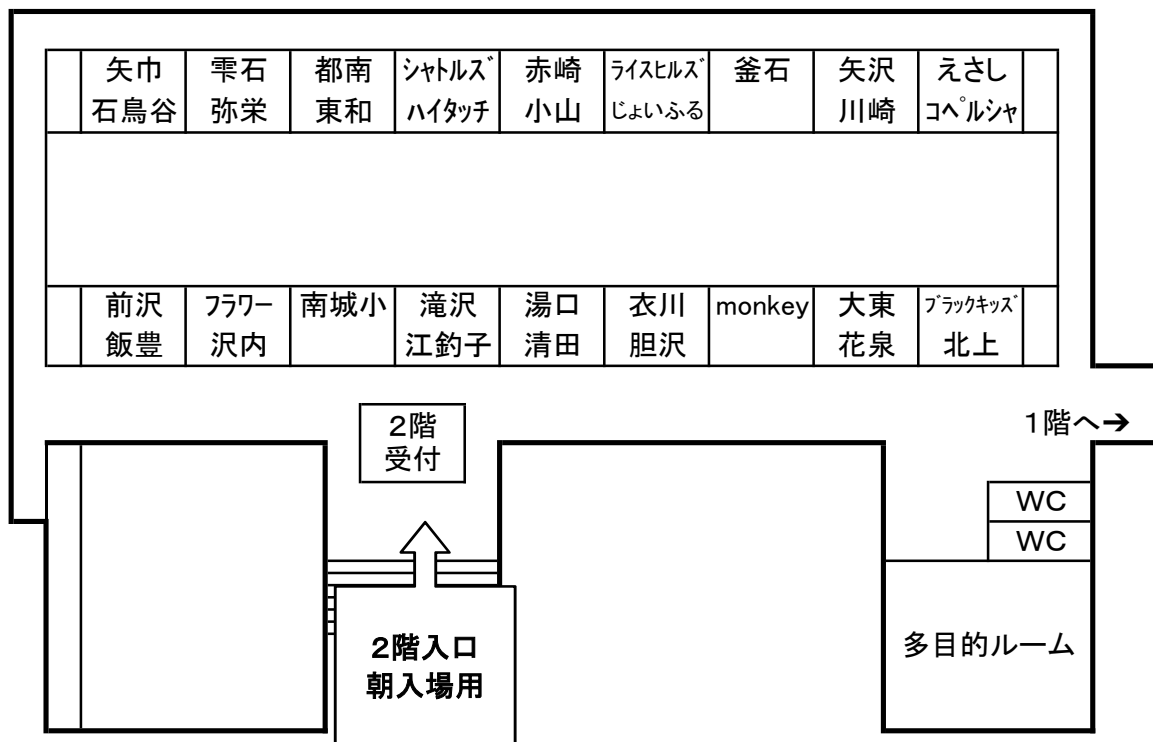 矢巾 雫石 都南 ｼｬﾄﾙｽﾞ 赤崎 ﾗｲｽﾋﾙｽﾞ 釜石 矢沢 えさし
石鳥谷 弥栄 東和 ﾊｲﾀｯﾁ 小山 じょいふる 川崎 ｺﾍﾟﾙｼｬ
前沢 ﾌﾗﾜｰ 南城小 滝沢 湯口 衣川 monkey 大東 ﾌﾞﾗｯｸｷｯｽﾞ
飯豊 沢内 江釣子 清田 胆沢 花泉 北上
２階
受付
１階へ➔
ＷＣ
ＷＣ
２階入口
朝入場用
多目的ルーム